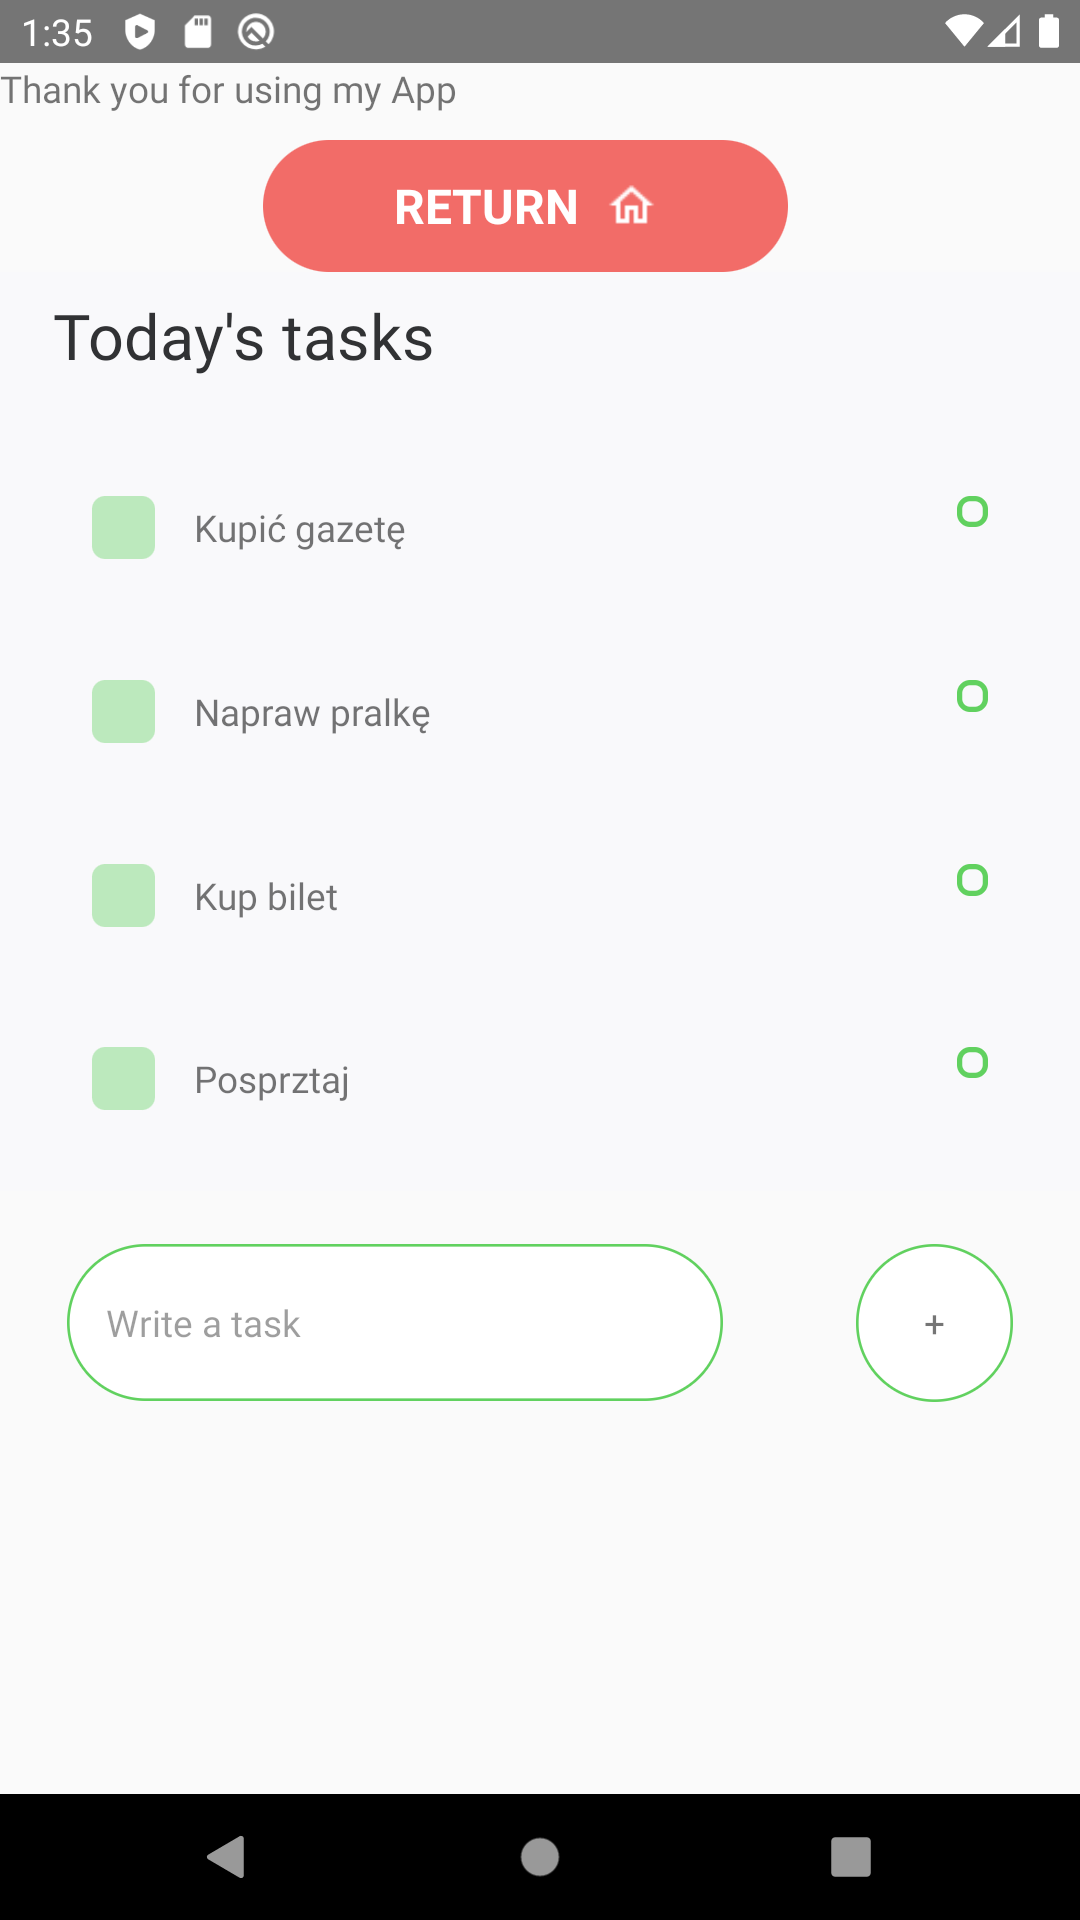 1:35
Thank you for using my App
RETURN
Today's tasks
Kupić gazetę
Napraw pralkę
Kup bilet
Posprztaj
Write a task
+